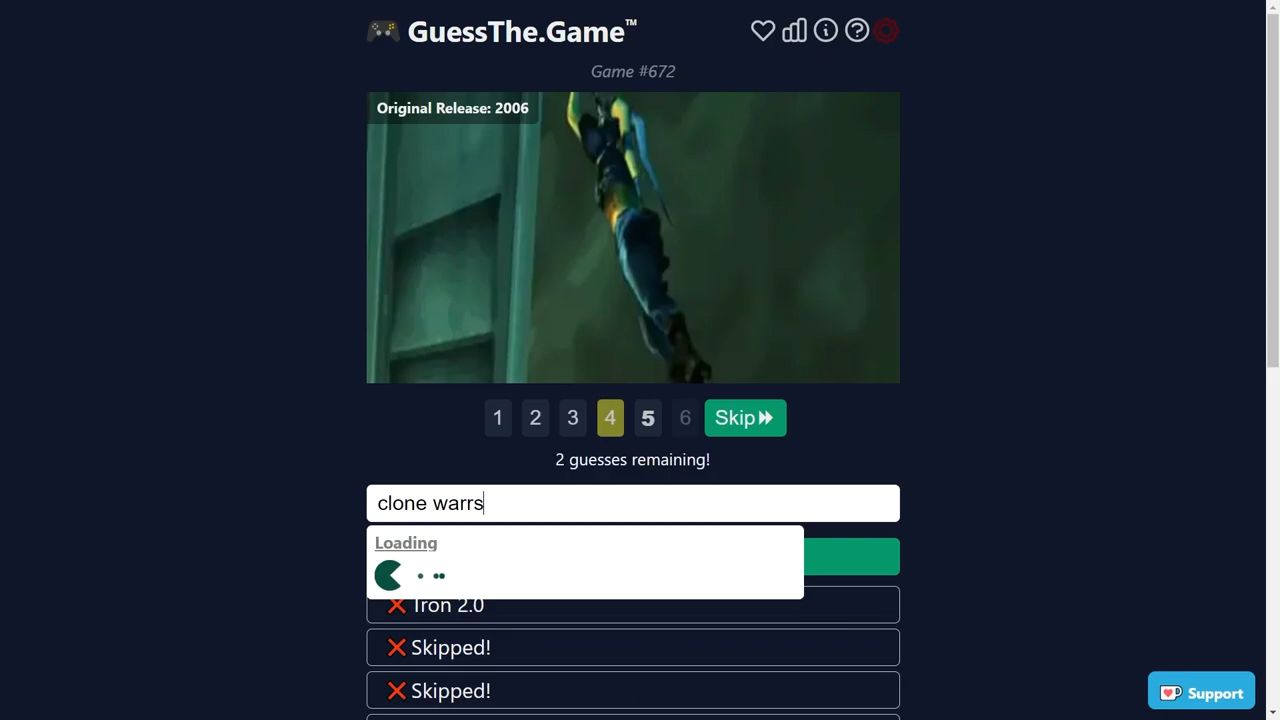 GuessThe.Game™
Game #672
Original Release: 2006
1 2 3 4 5 6 Skip
2 guesses remaining!
clone warrs
Loading
Tron 2.0
Skipped!
Skipped!
Support